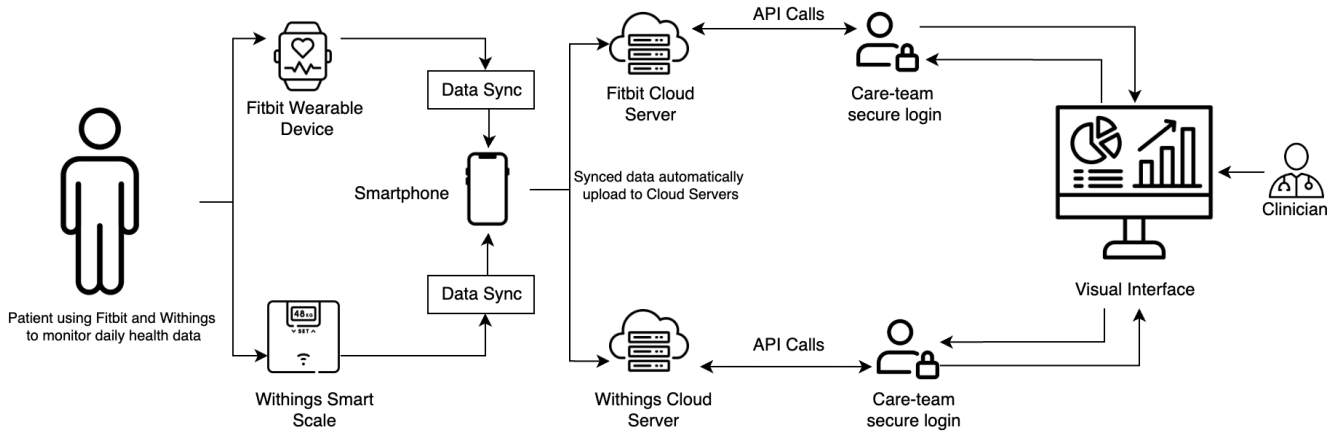 Patient using Fitbit and Withings
to monitor daily health data
Fitbit Wearable
Device
48 KG
SET
Withings Smart
Scale
Data Sync
Smartphone
Data Sync
Synced data automatically
upload to Cloud Servers
Fitbit Cloud
Server
Withings Cloud
Server
API Calls
API Calls
Care-team
secure login
Care-team
secure login
Visual Interface
Clinician